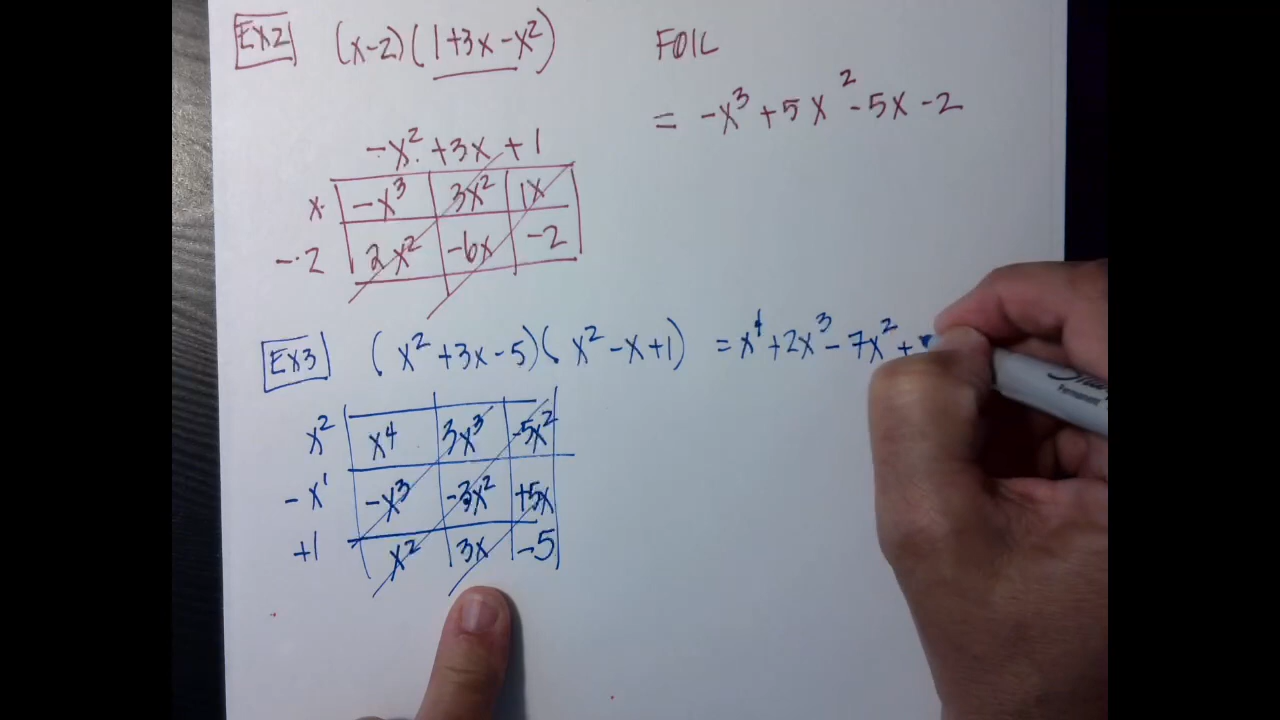 EX2 (x-2)(1+3x-x²) FOIL
= -x³+5x²-5x-2
-x²+3x+1
x -x³ 3x² 1x
-2 2x² -6x -2
EX3 (x²+3x-5)(x²-x+1) =x⁴+2x³-7x²+
x² x⁴ 3x³ -5x²
-x¹ -x³ -3x² +5x
+1 x² 3x -5
Permanent